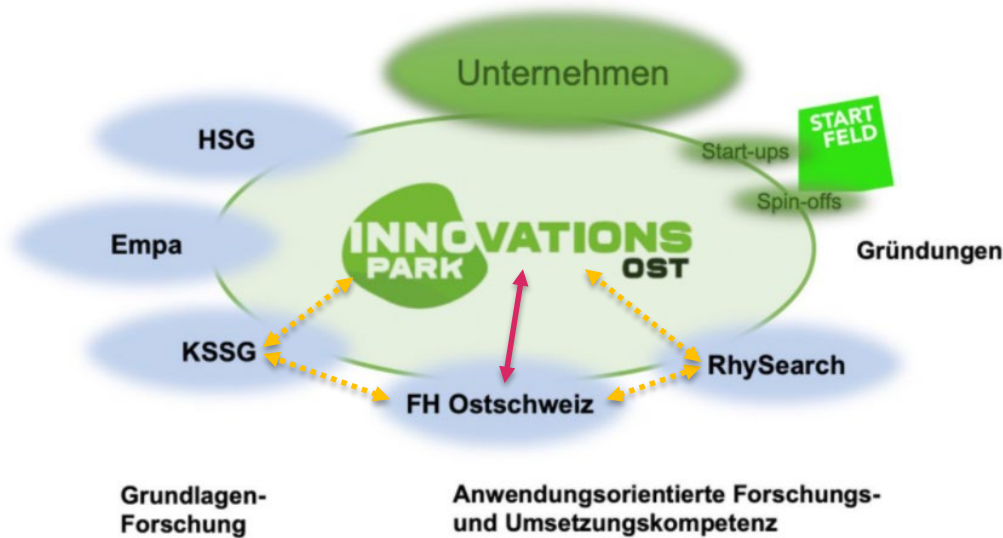 Unternehmen
START
FELD
HSG
Start-ups
Spin-offs
Empa
INNOVATIONS
PARK OST
Gründungen
KSSG
RhySearch
FH Ostschweiz
Grundlagen-
Forschung
Anwendungsorientierte Forschungs-
und Umsetzungskompetenz